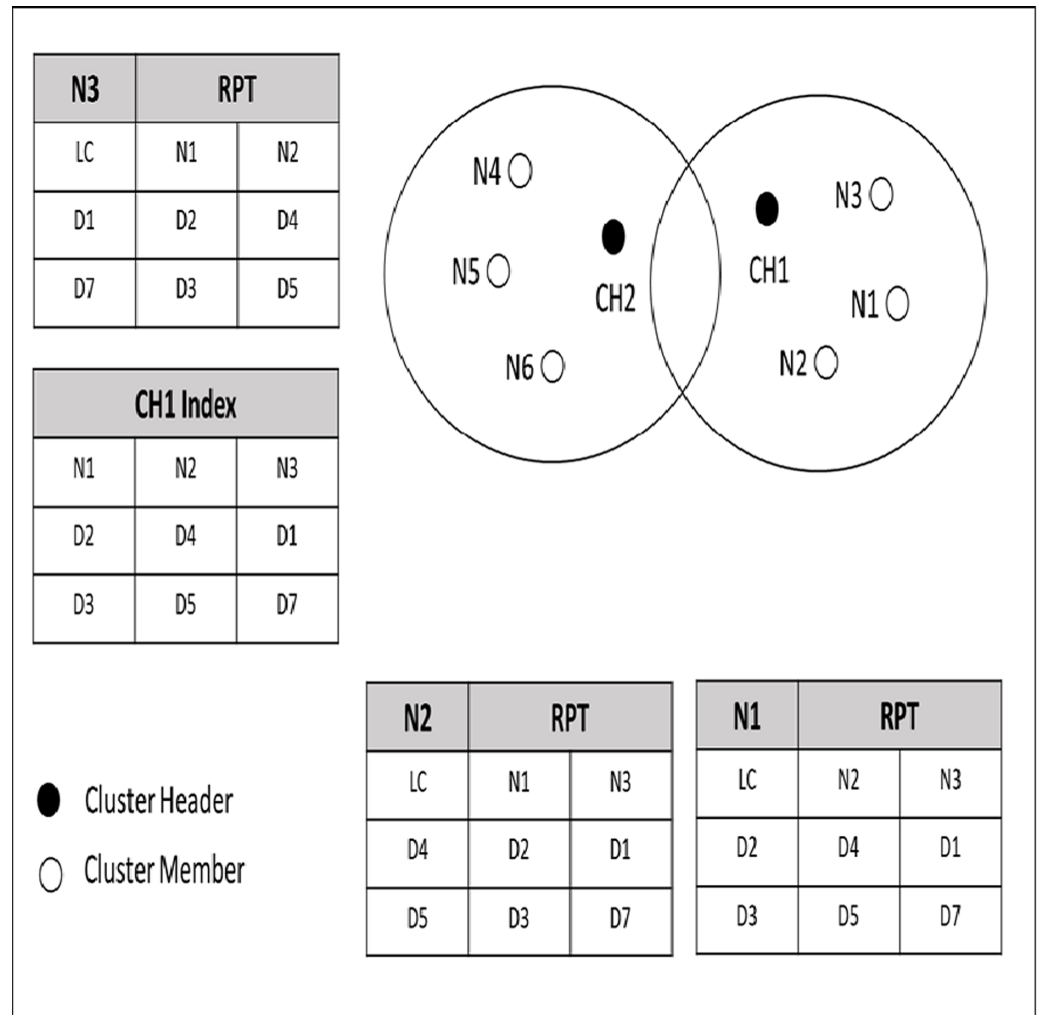 N3 RPT
LC N1 N2
D1 D2 D4
D7 D3 D5
CH1 Index
N1 N2 N3
D2 D4 D1
D3 D5 D7
N4
N5
N6
CH2
CH1
N3
N1
N2
N2 RPT
LC N1 N3
D4 D2 D1
D5 D3 D7
N1 RPT
LC N2 N3
D2 D4 D1
D3 D5 D7
Cluster Header
Cluster Member